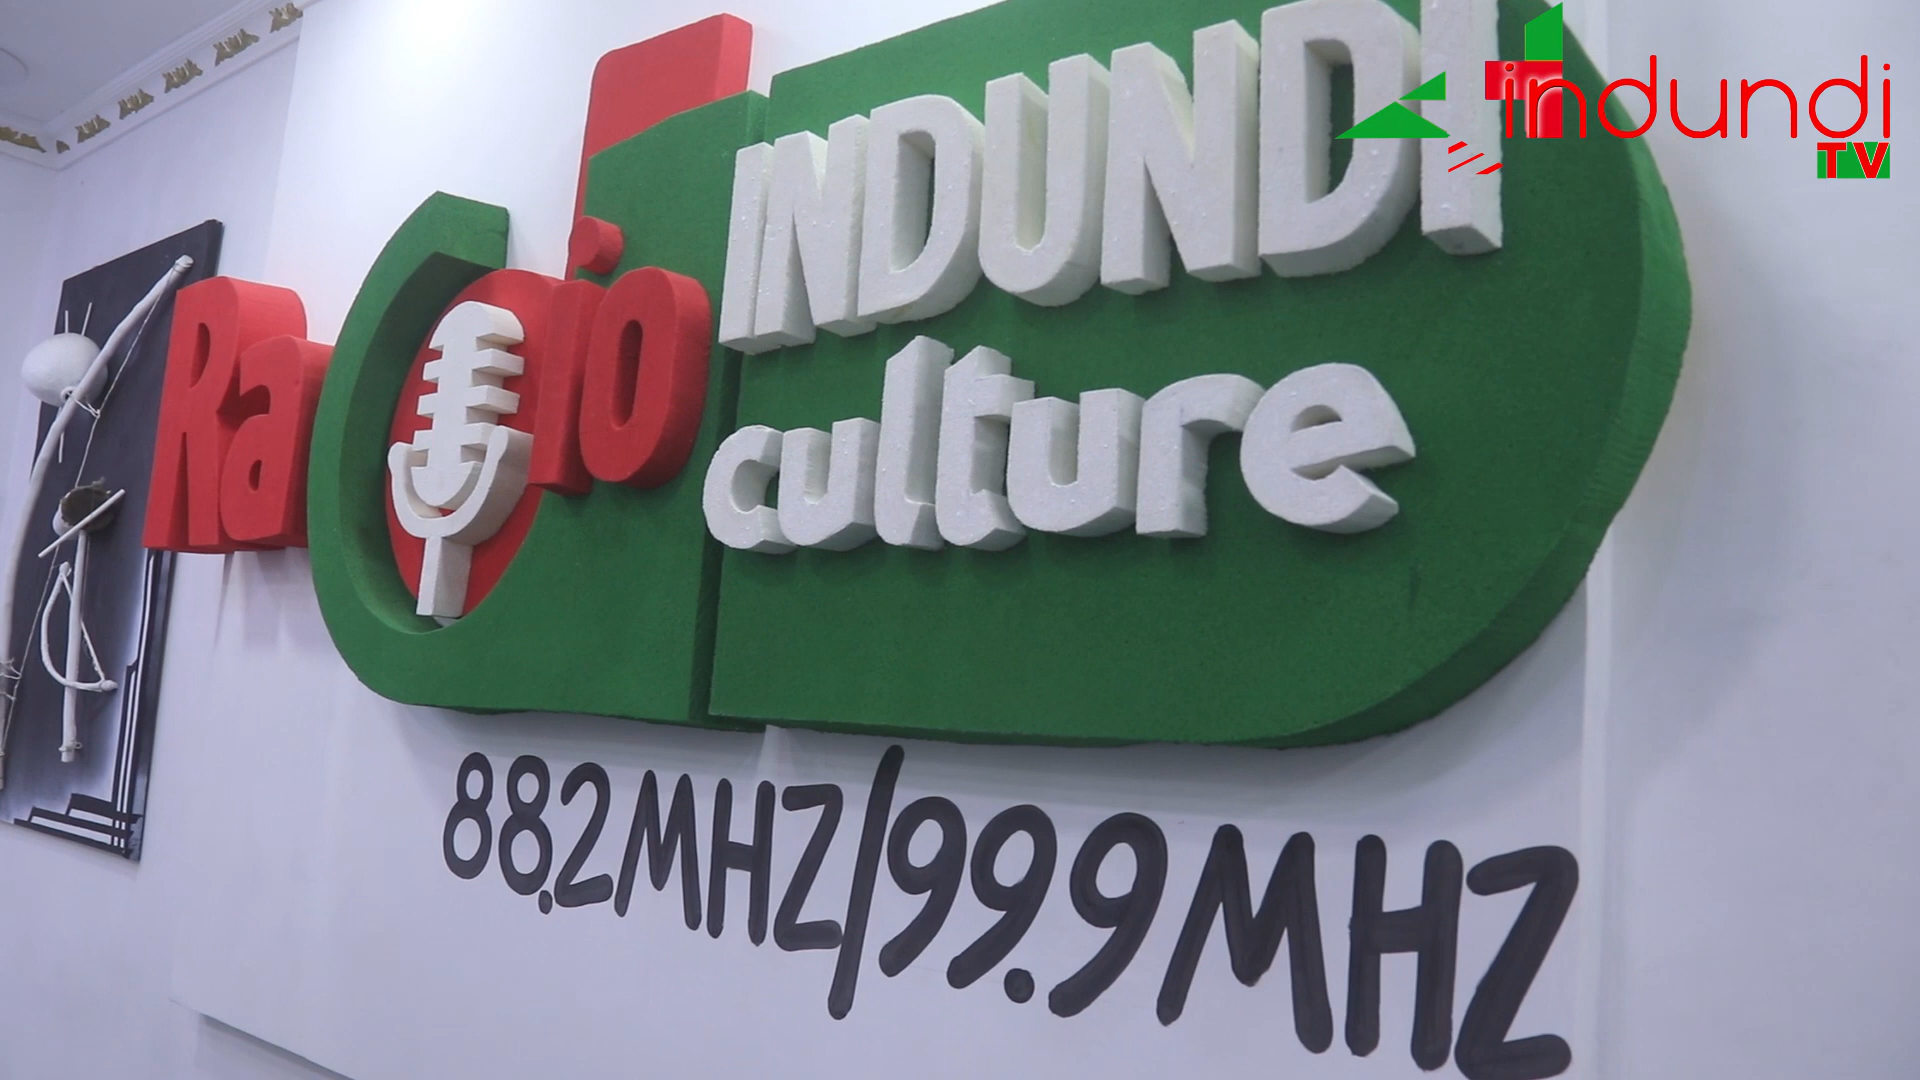 Radio
INDUNDI
culture
88.2MHZ/99.9MHZ
indundi
TV